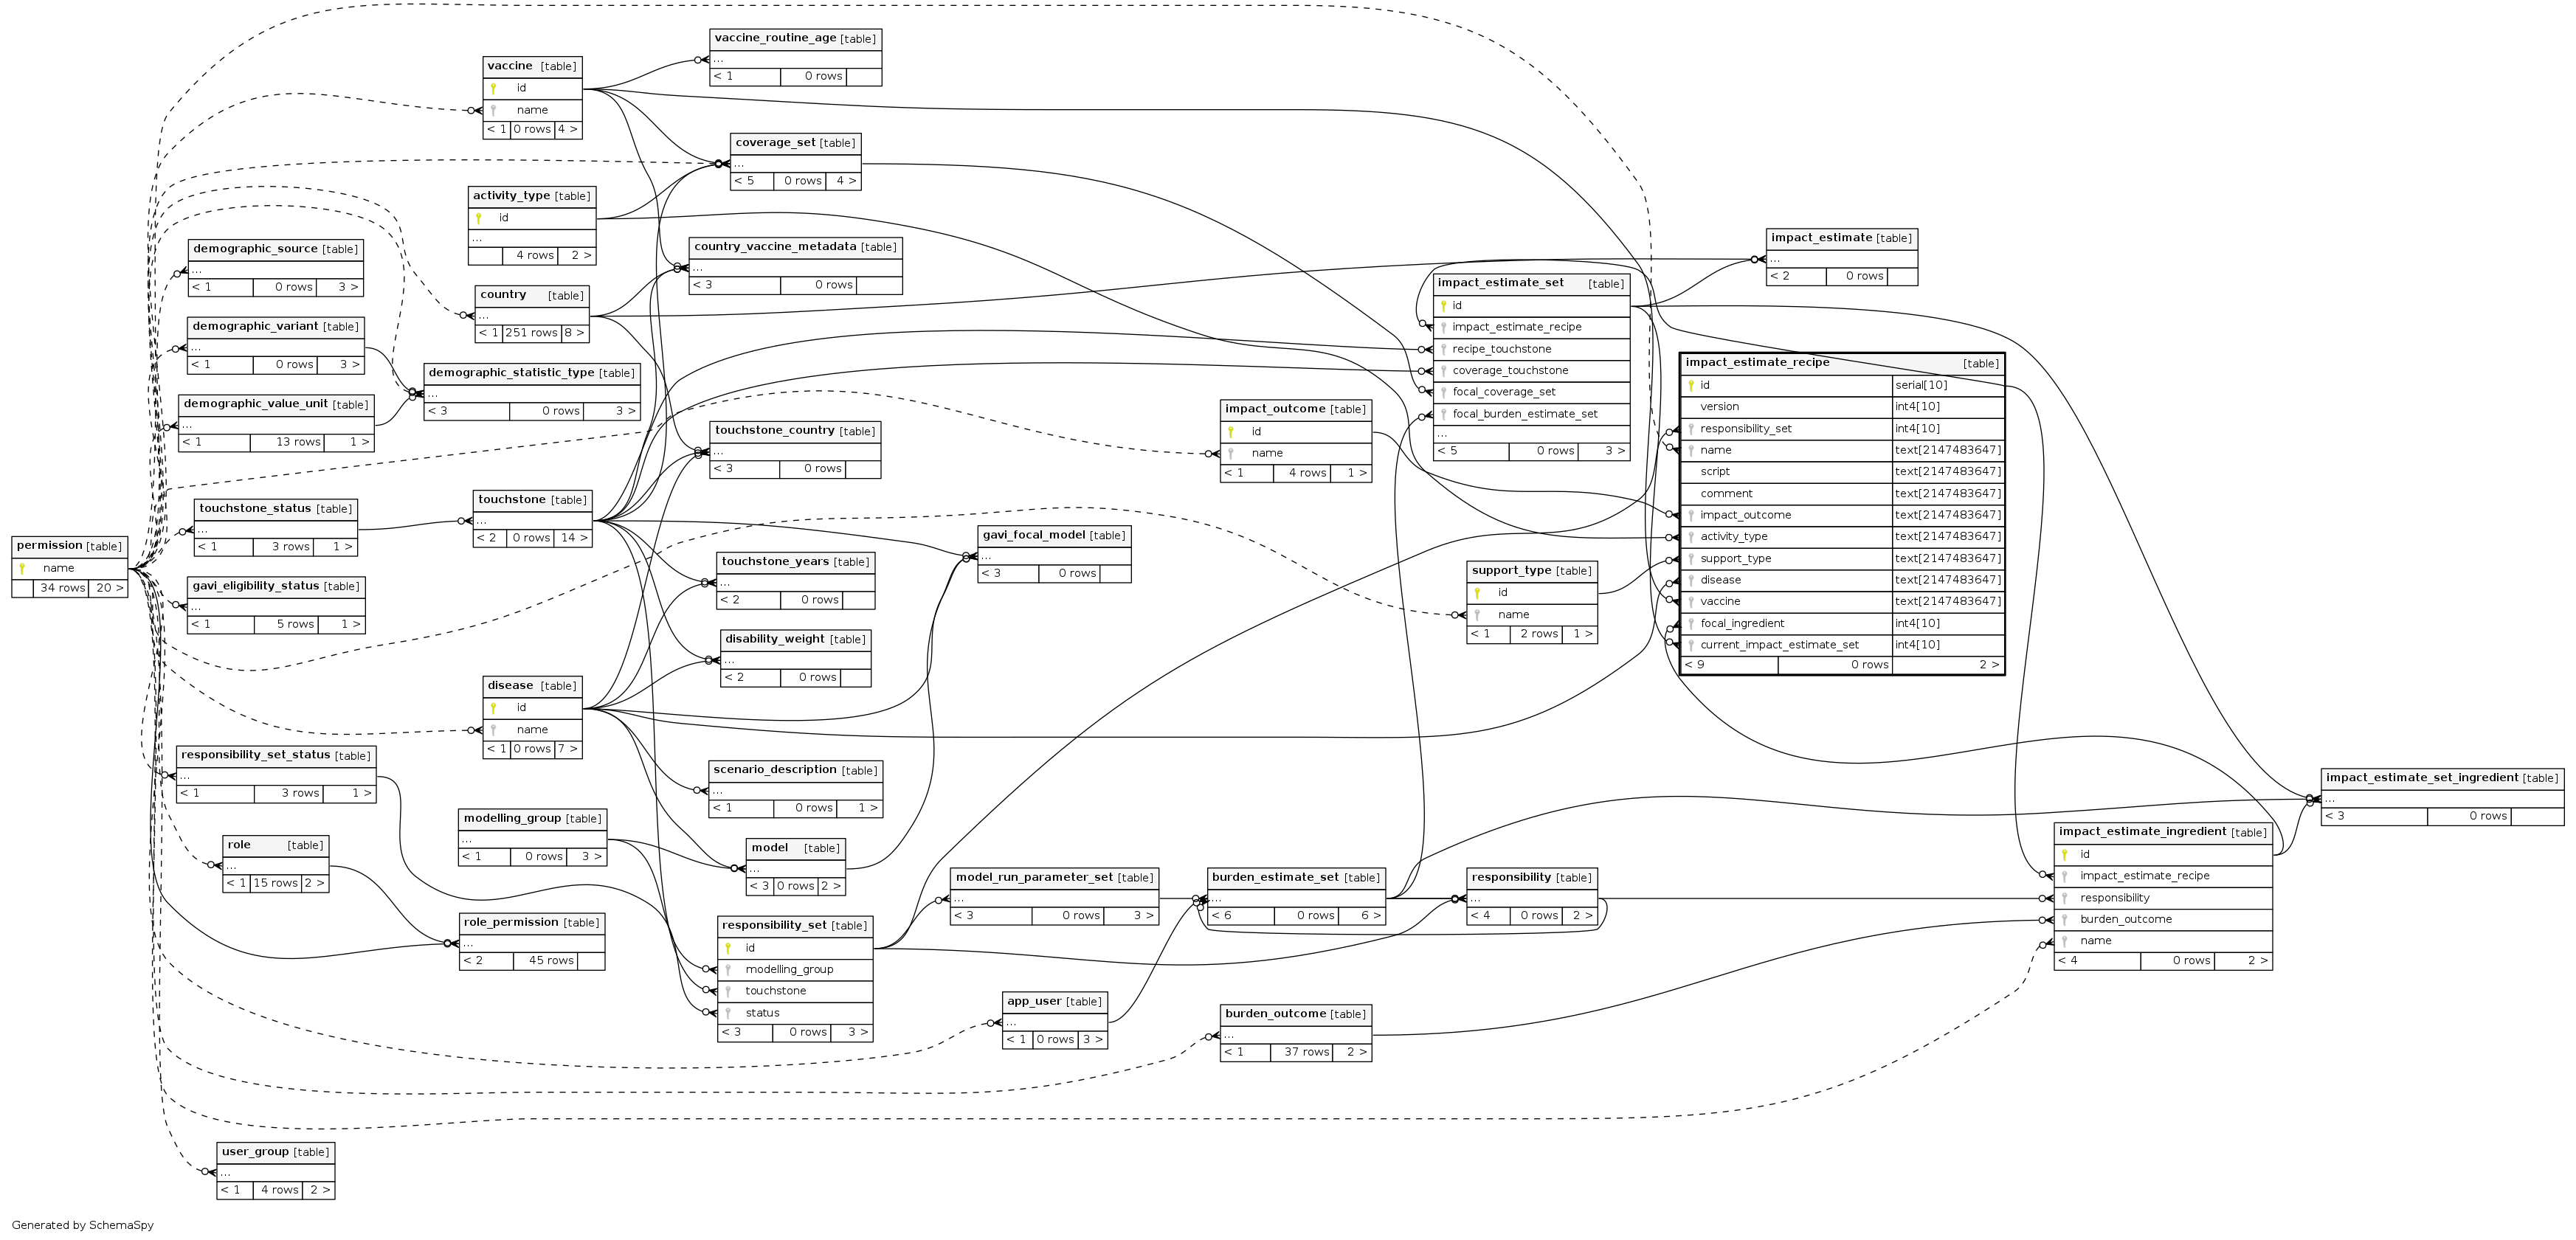 vaccine_routine_age [table]
...
< 1 0 rows
vaccine [table]
id
name
< 1 0 rows 4 >
coverage_set [table]
...
< 5 0 rows 4 >
activity_type [table]
id
...
4 rows 2 >
demographic_source [table]
...
< 1 0 rows 3 >
country_vaccine_metadata [table]
...
< 3 0 rows
impact_estimate [table]
...
< 2 0 rows
country [table]
...
< 1 251 rows 8 >
impact_estimate_set [table]
id
impact_estimate_recipe
recipe_touchstone
coverage_touchstone
focal_coverage_set
focal_burden_estimate_set
...
< 5 0 rows 3 >
demographic_variant [table]
...
< 1 0 rows 3 >
demographic_statistic_type [table]
...
< 3 0 rows 3 >
demographic_value_unit [table]
...
< 1 13 rows 1 >
impact_estimate_recipe [table]
id serial[10]
version int4[10]
responsibility_set int4[10]
name text[2147483647]
script text[2147483647]
comment text[2147483647]
impact_outcome text[2147483647]
activity_type text[2147483647]
support_type text[2147483647]
disease text[2147483647]
vaccine text[2147483647]
focal_ingredient int4[10]
current_impact_estimate_set int4[10]
< 9 0 rows 2 >
impact_outcome [table]
id
name
< 1 4 rows 1 >
touchstone_country [table]
...
< 3 0 rows
touchstone_status [table]
...
< 1 3 rows 1 >
touchstone [table]
...
< 2 0 rows 14 >
gavi_focal_model [table]
...
< 3 0 rows
permission [table]
name
34 rows 20 >
touchstone_years [table]
...
< 2 0 rows
support_type [table]
id
name
< 1 2 rows 1 >
gavi_eligibility_status [table]
...
< 1 5 rows 1 >
disability_weight [table]
...
< 2 0 rows
disease [table]
id
name
< 1 0 rows 7 >
responsibility_set_status [table]
...
< 1 3 rows 1 >
scenario_description [table]
...
< 1 0 rows 1 >
impact_estimate_set_ingredient [table]
...
< 3 0 rows
modelling_group [table]
...
< 1 0 rows 3 >
role [table]
...
< 1 15 rows 2 >
model [table]
...
< 3 0 rows 2 >
impact_estimate_ingredient [table]
id
impact_estimate_recipe
responsibility
burden_outcome
name
< 4 0 rows 2 >
model_run_parameter_set [table]
...
< 3 0 rows 3 >
burden_estimate_set [table]
...
< 6 0 rows 6 >
responsibility [table]
...
< 4 0 rows 2 >
role_permission [table]
...
< 2 45 rows
responsibility_set [table]
id
modelling_group
touchstone
status
< 3 0 rows 3 >
app_user [table]
...
< 1 0 rows 3 >
burden_outcome [table]
...
< 1 37 rows 2 >
user_group [table]
...
< 1 4 rows 2 >
Generated by SchemaSpy